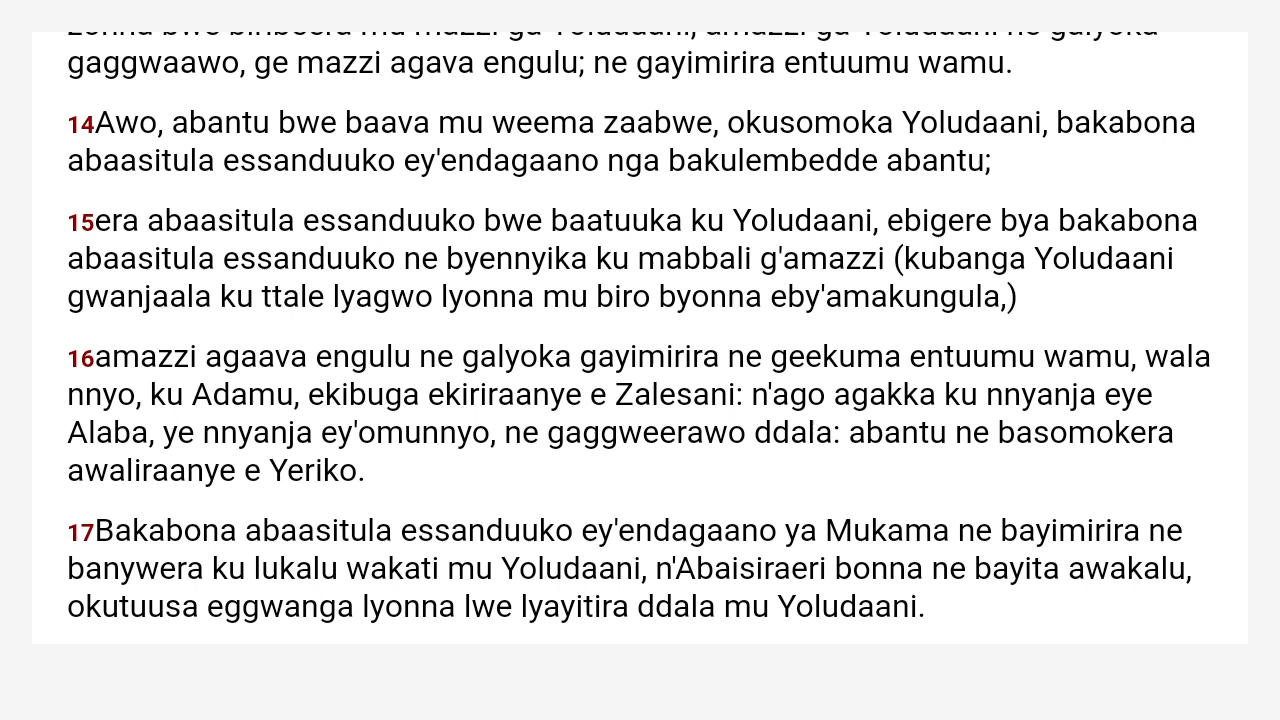 gaggwaawo, ge mazzi agava engulu; ne gayimirira entuumu wamu.
14Awo, abantu bwe baava mu weema zaabwe, okusomoka Yoludaani, bakabona
abaasitula essanduuko ey'endagaano nga bakulembedde abantu;
15era abaasitula essanduuko bwe baatuuka ku Yoludaani, ebigere bya bakabona
abaasitula essanduuko ne byennyika ku mabbali g'amazzi (kubanga Yoludaani
gwanjaala ku ttale lyagwo lyonna mu biro byonna eby'amakungula,)
16amazzi agaava engulu ne galyoka gayimirira ne geekuma entuumu wamu, wala
nnyo, ku Adamu, ekibuga ekiriraanye e Zalesani: n'ago agakka ku nnyanja eye
Alaba, ye nnyanja ey'omunnyo, ne gaggweerawo ddala: abantu ne basomokera
awaliraanye e Yeriko.
17Bakabona abaasitula essanduuko ey'endagaano ya Mukama ne bayimirira ne
banywera ku lukalu wakati mu Yoludaani, n'Abaisiraeri bonna ne bayita awakalu,
okutuusa eggwanga lyonna lwe lyayitira ddala mu Yoludaani.